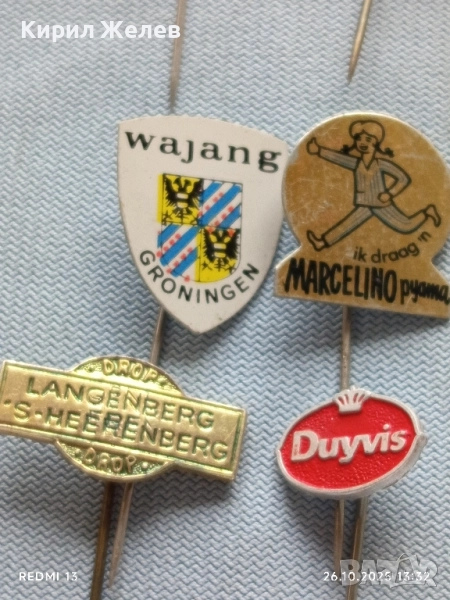 Кирил Желев
wajang
GRONINGEN
ik draag 'n
MARCELINO pyama
DROP
LANGENBERG
'S-HEERENBERG
DROP
Duyvis
REDMI 13
26.10.2025 13:32
BAZAR